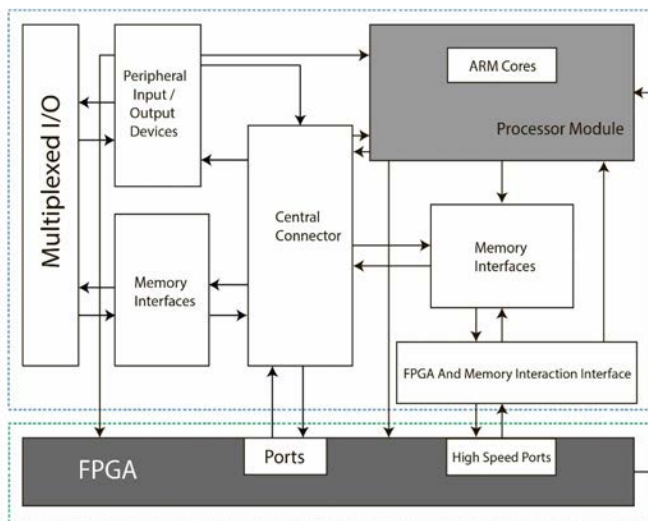 Multiplexed I/O
Peripheral
Input /
Output
Devices
ARM Cores
Processor Module
Central
Connector
Memory
Interfaces
Memory
Interfaces
FPGA And Memory Interaction Interface
FPGA
Ports
High Speed Ports